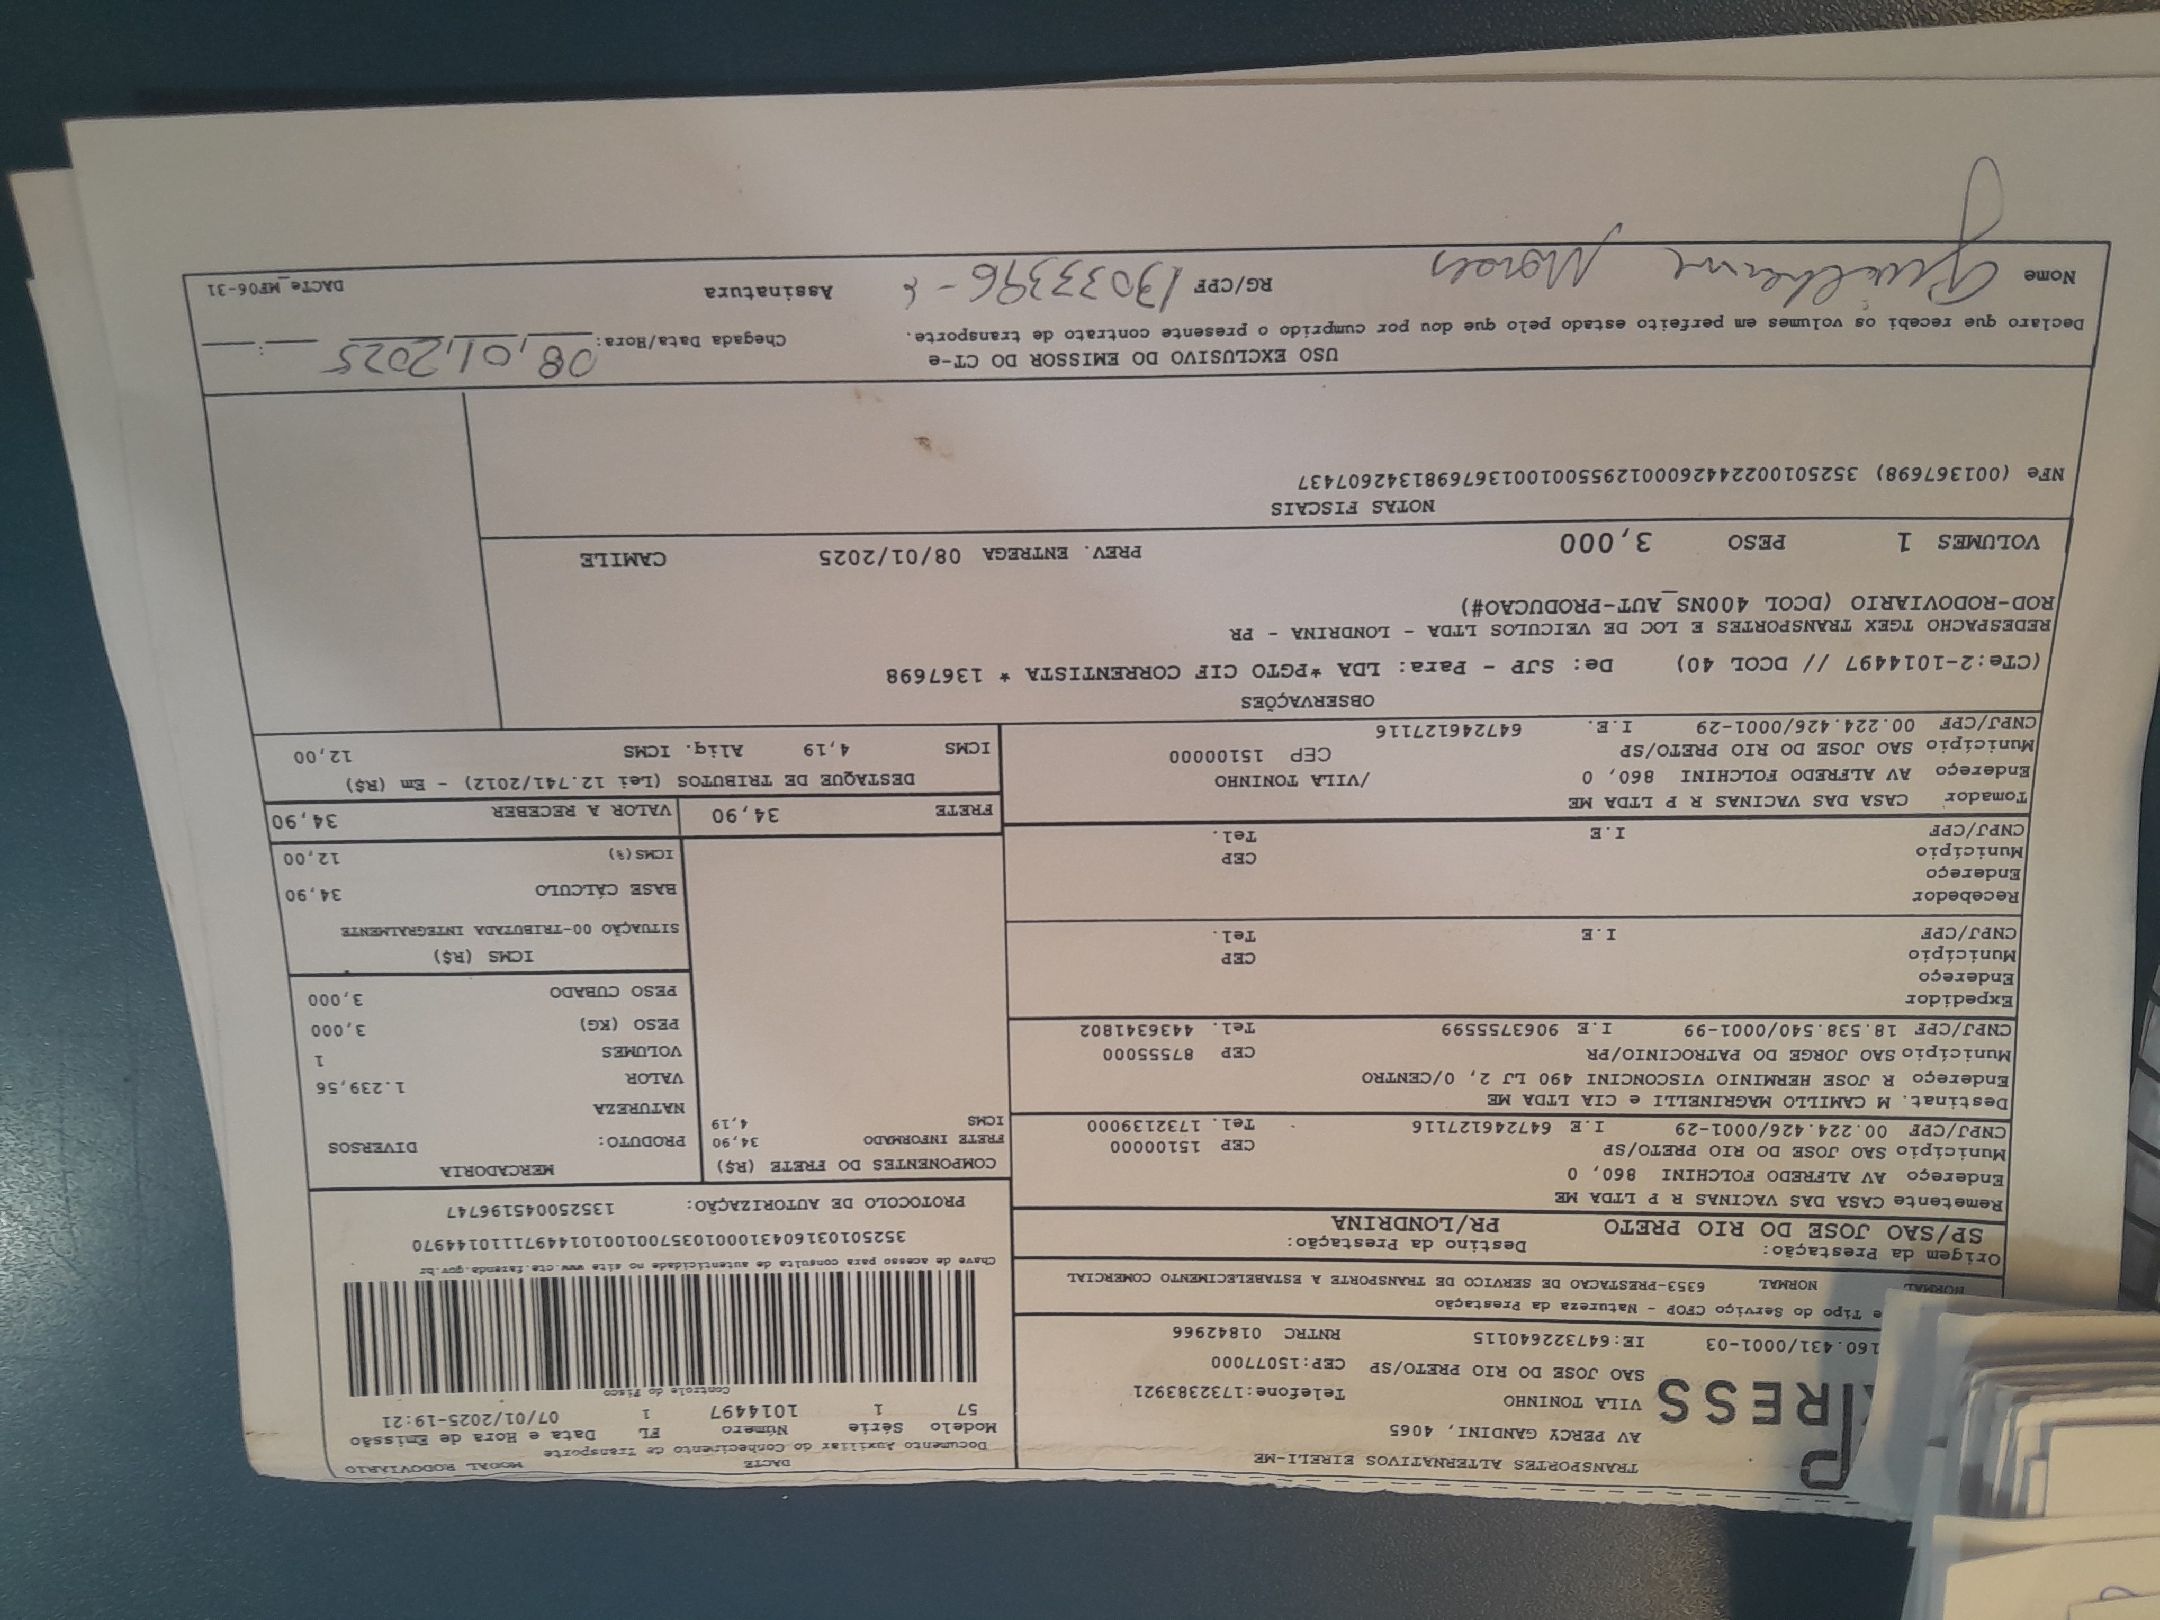 TRANSPORTES ALTERNATIVOS EIRELI-ME
AV PERCY GANDINI, 4065
VILA TONINHO Telefone:1732383921
SAO JOSE DO RIO PRETO/SP CEP:15077000
160.431/0001-03 IE:647322640115 RNTRC 01842966
DACTE MODAL RODOVIARIO
Documento Auxiliar do Conhecimento de Transporte
Modelo Série Número FL Data e Hora de Emissão
57 1 1014497 1 07/01/2025-19:21
Controle do Fisco
Chave de acesso para consulta de autenticidade no site www.cte.fazenda.gov.br
35250103160431000103570010010144971110144970
PROTOCOLO DE AUTORIZAÇÃO: 135250045196747
e Tipo do Serviço CFOP - Natureza da Prestação
NORMAL NORMAL 6353-PRESTACAO DE SERVICO DE TRANSPORTE A ESTABELECIMENTO COMERCIAL
Origem da Prestação: Destino da Prestação:
SP/SAO JOSE DO RIO PRETO PR/LONDRINA
Remetente CASA DAS VACINAS R P LTDA ME
Endereço AV ALFREDO FOLCHINI 860, 0
Município SAO JOSE DO RIO PRETO/SP CEP 15100000
CNPJ/CPF 00.224.426/0001-29 I.E 647246127116 Tel. 1732139000
Destinat. M CAMILLO MAGRINELLI e CIA LTDA ME
Endereço R JOSE HERMINIO VISCONCINI 490 LJ 2, 0/CENTRO
Município SAO JORGE DO PATROCINIO/PR CEP 87555000
CNPJ/CPF 18.538.540/0001-99 I.E 9063755599 Tel. 4436341802
Expedidor
Endereço
Município CEP
CNPJ/CPF I.E Tel.
Recebedor
Endereço
Município CEP
CNPJ/CPF I.E Tel.
Tomador CASA DAS VACINAS R P LTDA ME
Endereço AV ALFREDO FOLCHINI 860, 0 /VILA TONINHO
Município SAO JOSE DO RIO PRETO/SP CEP 15100000
CNPJ/CPF 00.224.426/0001-29 I.E. 647246127116
COMPONENTES DO FRETE (R$)
FRETE INFORMADO 34,90
ICMS 4,19
MERCADORIA
PRODUTO: DIVERSOS
NATUREZA
VALOR 1.239,56
VOLUMES 1
PESO (KG) 3,000
PESO CUBADO 3,000
ICMS (R$)
SITUAÇÃO 00-TRIBUTADA INTEGRALMENTE
BASE CÁLCULO 34,90
ICMS(%) 12,00
FRETE 34,90 VALOR A RECEBER 34,90
DESTAQUE DE TRIBUTOS (Lei 12.741/2012) - Em (R$)
ICMS 4,19 Aliq. ICMS 12,00
OBSERVAÇÕES
(CTe:2-1014497 // DCOL 40) De: SJP - Para: LDA *PGTO CIF CORRENTISTA * 1367698
REDESPACHO TGEX TRANSPORTES E LOC DE VEICULOS LTDA - LONDRINA - PR
ROD-RODOVIARIO (DCOL 400NS_AUT-PRODUCAO#)
VOLUMES 1 PESO 3,000 PREV. ENTREGA 08/01/2025 CAMILE
NOTAS FISCAIS
NFe (001367698) 35250100224426000129550010013676981342607437
USO EXCLUSIVO DO EMISSOR DO CT-e
Declaro que recebi os volumes em perfeito estado pelo que dou por cumprido o presente contrato de transporte. Chegada Data/Hora: 08,01,2025 __:__
Nome Guilherme Moraes RG/CPF 13033396- Assinatura DACTe_MF06-31